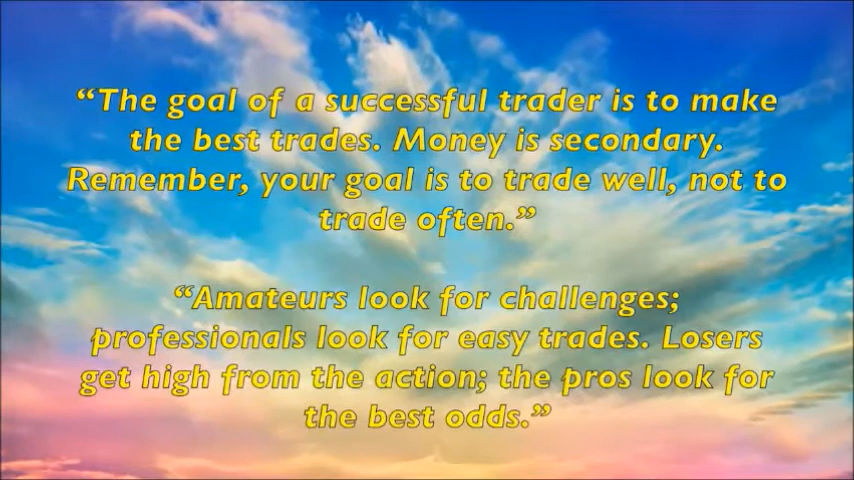 “The goal of a successful trader is to make
the best trades. Money is secondary.
Remember, your goal is to trade well, not to
trade often.”
“Amateurs look for challenges;
professionals look for easy trades. Losers
get high from the action; the pros look for
the best odds.”